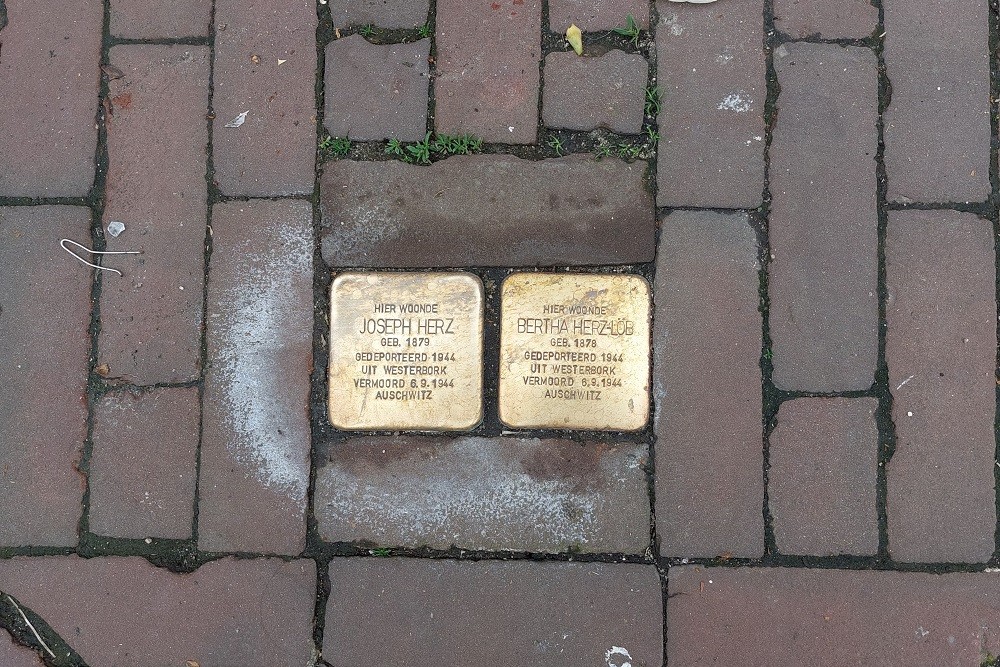 HIER WOONDE
JOSEPH HERZ
GEB. 1879
GEDEPORTEERD 1944
UIT WESTERBORK
VERMOORD 6.9.1944
AUSCHWITZ
HIER WOONDE
BERTHA HERZ-LÖB
GEB. 1878
GEDEPORTEERD 1944
UIT WESTERBORK
VERMOORD 6.9.1944
AUSCHWITZ